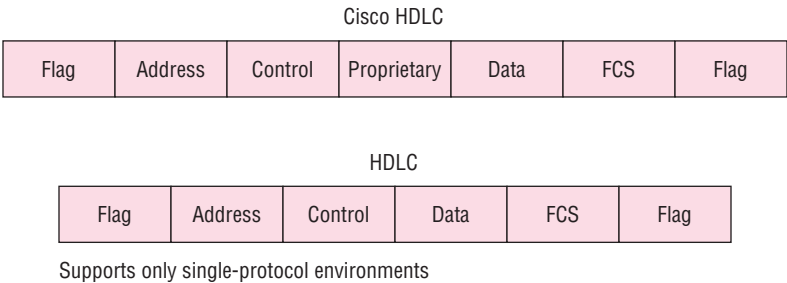 Cisco HDLC
Flag Address Control Proprietary Data FCS Flag
HDLC
Flag Address Control Data FCS Flag
Supports only single-protocol environments